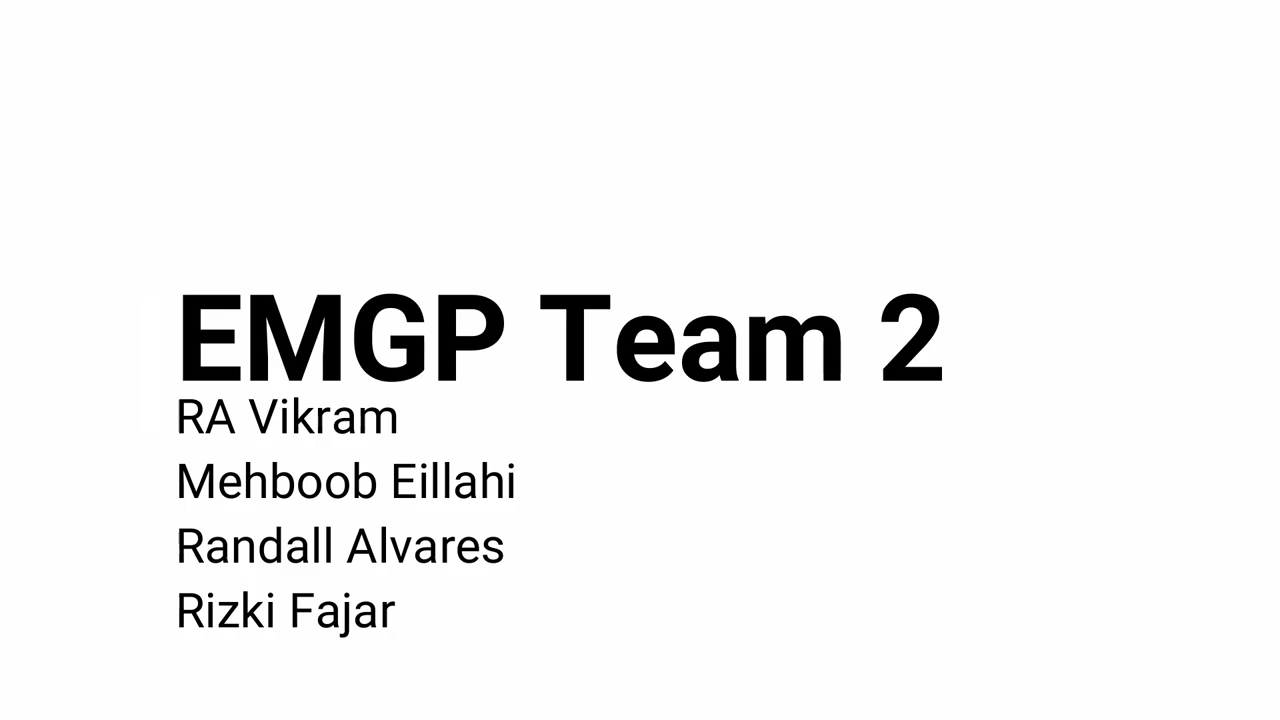 EMGP Team 2
RA Vikram
Mehboob Eillahi
Randall Alvares
Rizki Fajar